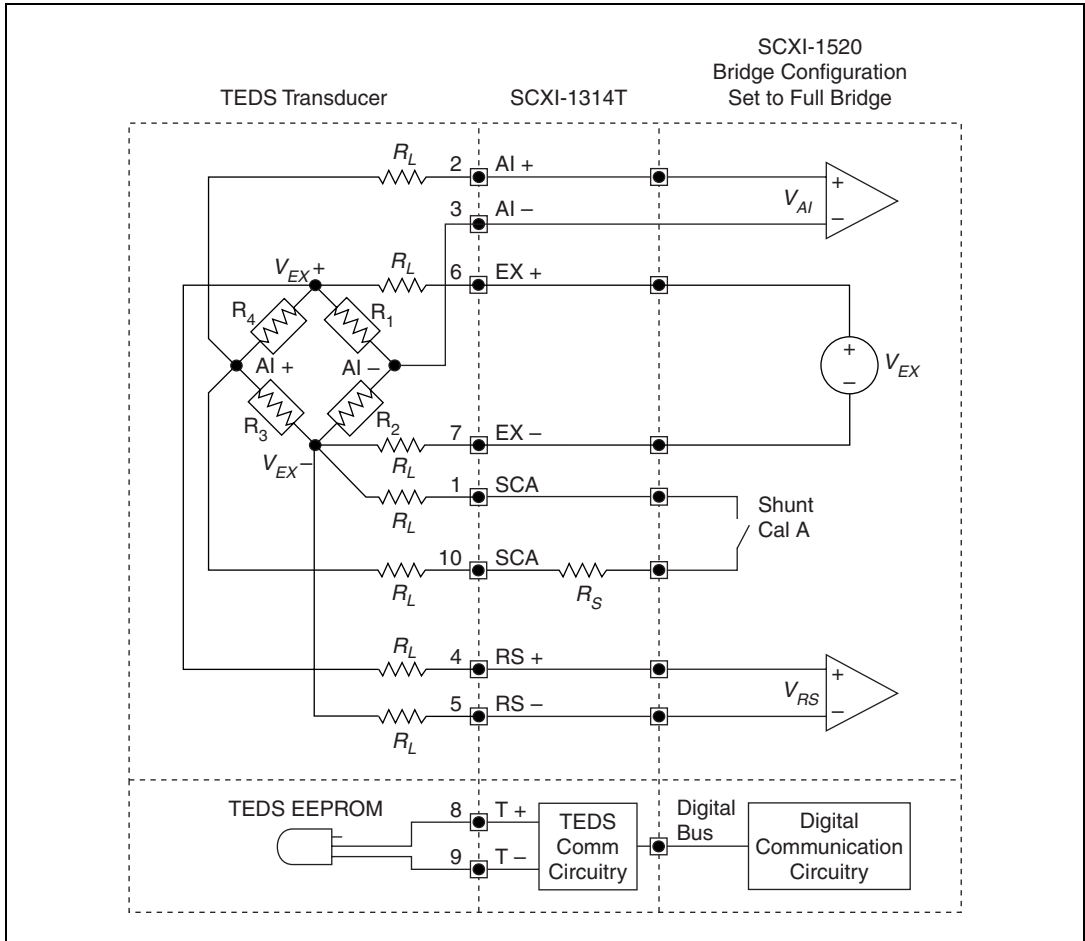 SCXI-1520
Bridge Configuration
Set to Full Bridge
TEDS Transducer
SCXI-1314T
R_L
2
AI +
3
AI –
V_AI
+
–
V_EX+
R_L
6
EX +
R_4
R_1
AI +
AI –
R_3
R_2
V_EX–
+
–
V_EX
7
EX –
R_L
1
SCA
R_L
Shunt
Cal A
10
SCA
R_L
R_S
R_L
4
RS +
5
RS –
R_L
V_RS
+
–
TEDS EEPROM
–
8
T +
9
T –
TEDS
Comm
Circuitry
Digital
Bus
Digital
Communication
Circuitry